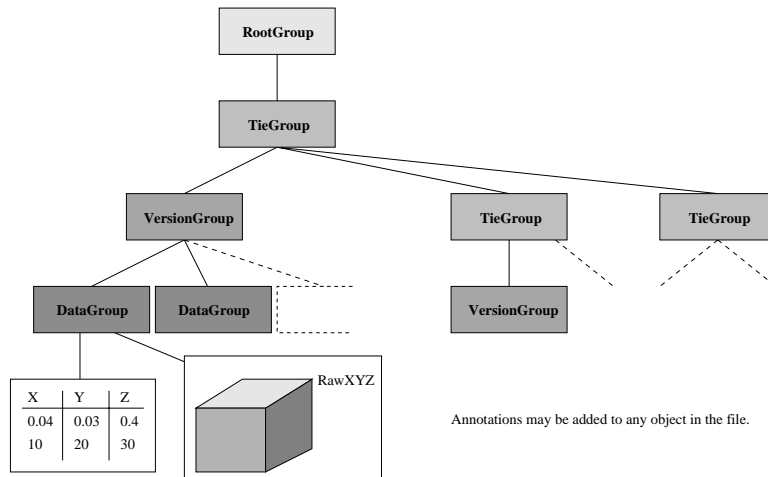 RootGroup
TieGroup
VersionGroup
TieGroup
TieGroup
DataGroup
DataGroup
VersionGroup
RawXYZ
X Y Z
0.04 0.03 0.4
10 20 30
Annotations may be added to any object in the file.